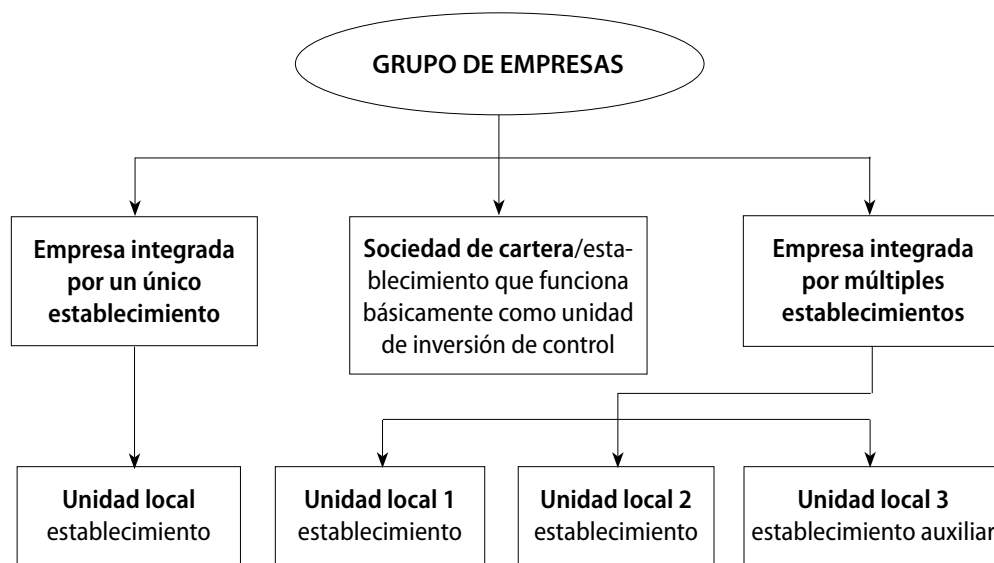 GRUPO DE EMPRESAS
Empresa integrada
por un único
establecimiento
Sociedad de cartera/esta-
blecimiento que funciona
básicamente como unidad
de inversión de control
Empresa integrada
por múltiples
establecimientos
Unidad local
establecimiento
Unidad local 1
establecimiento
Unidad local 2
establecimiento
Unidad local 3
establecimiento auxiliar